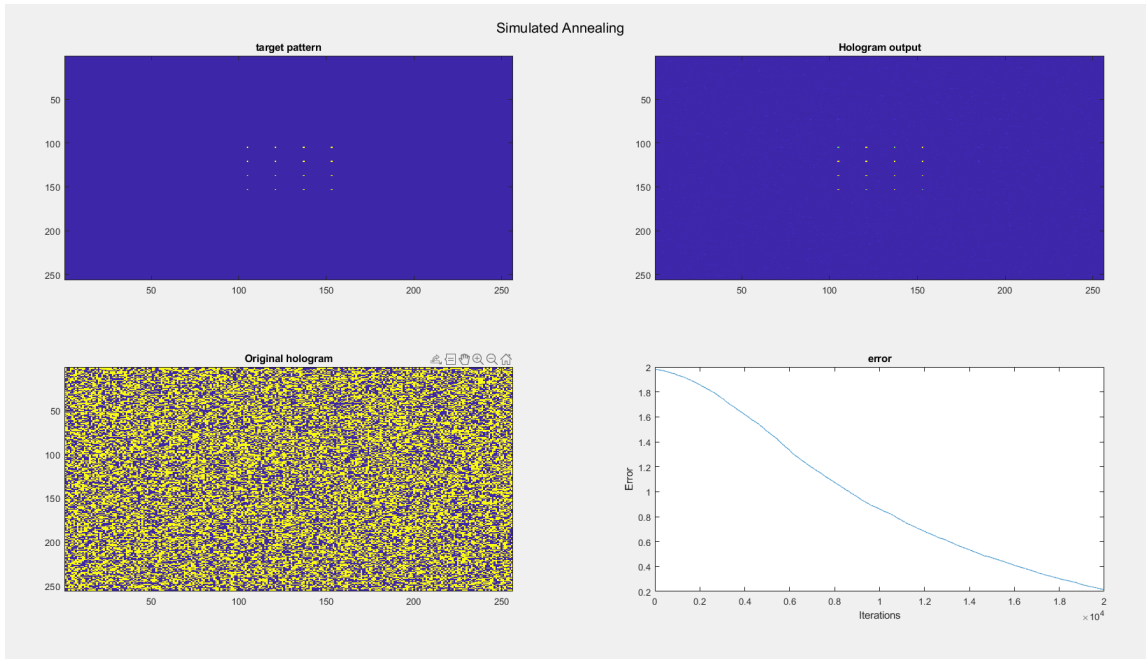 Simulated Annealing
target pattern
50
100
150
200
250
50 100 150 200 250
Hologram output
50
100
150
200
250
50 100 150 200 250
Original hologram
50
100
150
200
250
50 100 150 200 250
error
Error
2
1.8
1.6
1.4
1.2
1
0.8
0.6
0.4
0.2
0 0.2 0.4 0.6 0.8 1 1.2 1.4 1.6 1.8 2
Iterations
×10⁴